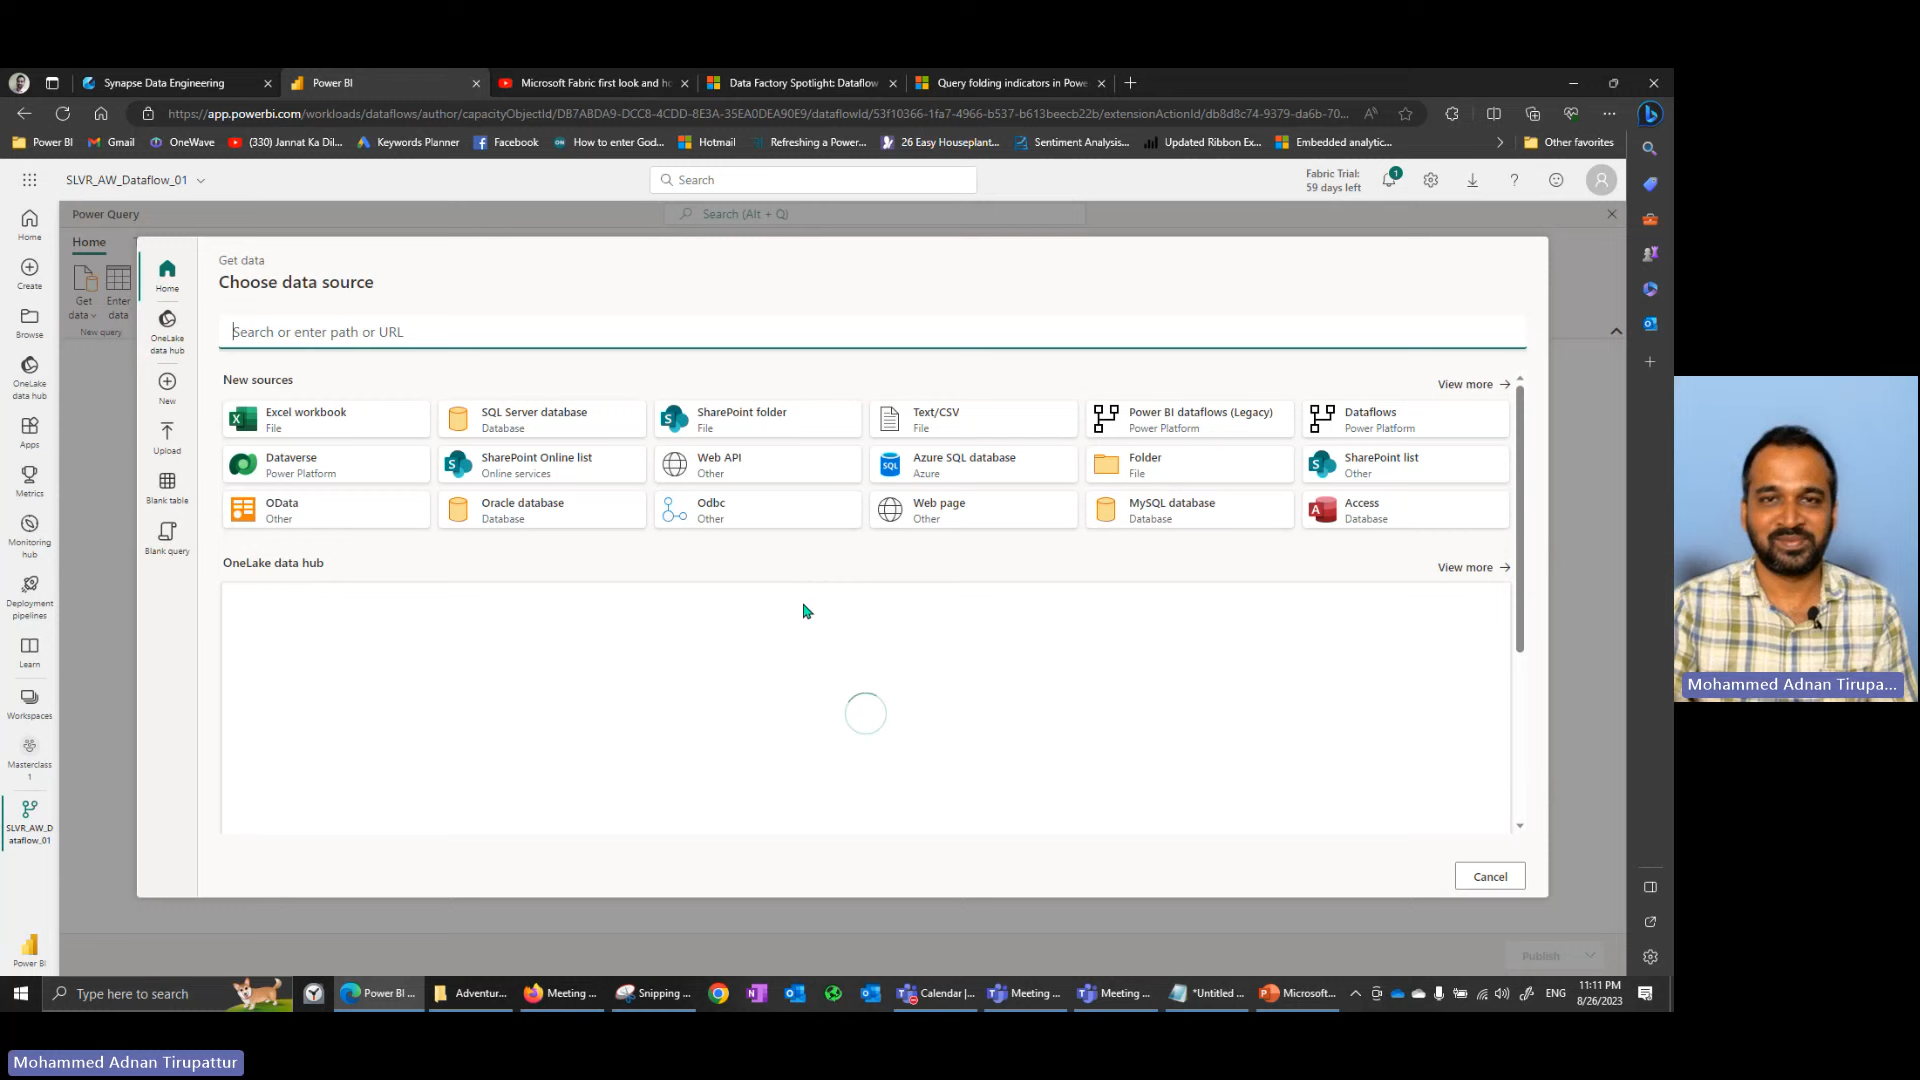 Synapse Data Engineering
Power BI
Microsoft Fabric first look and ho
Data Factory Spotlight: Dataflow
Query folding indicators in Powe
https://app.powerbi.com/workloads/dataflows/author/capacityObjectId/DB7ABDA9-DCC8-4CDD-8E3A-35EA0DEA90E9/dataflowId/53f10366-1fa7-4966-b537-b613beecb22b/extensionActionId/db8d8c74-9379-da6b-70...
Power BI
Gmail
OneWave
(330) Jannat Ka Dil...
Keywords Planner
Facebook
How to enter God...
Hotmail
Refreshing a Power...
26 Easy Houseplant...
Sentiment Analysis...
Updated Ribbon Ex...
Embedded analytic...
Other favorites
SLVR_AW_Dataflow_01
Search
Fabric Trial:
59 days left
1
Power Query
Search (Alt + Q)
Home
Get
data
Enter
data
New query
Home
Create
Browse
OneLake
data hub
Apps
Metrics
Monitoring
hub
Deployment
pipelines
Learn
Workspaces
Masterclass
1
SLVR_AW_D
ataflow_01
Power BI
Home
OneLake
data hub
New
Upload
Blank table
Blank query
Get data
Choose data source
Search or enter path or URL
New sources
View more
Excel workbook
File
SQL Server database
Database
SharePoint folder
File
Text/CSV
File
Power BI dataflows (Legacy)
Power Platform
Dataflows
Power Platform
Dataverse
Power Platform
SharePoint Online list
Online services
Web API
Other
SQL
Azure SQL database
Azure
Folder
File
SharePoint list
Other
OData
Other
Oracle database
Database
Odbc
Other
Web page
Other
MySQL database
Database
Access
Database
OneLake data hub
View more
Cancel
Publish
Mohammed Adnan Tirupa...
Type here to search
Power BI ...
Adventur...
Meeting ...
Snipping ...
Calendar |...
Meeting ...
Meeting ...
*Untitled ...
Microsoft...
ENG
11:11 PM
8/26/2023
Mohammed Adnan Tirupattur